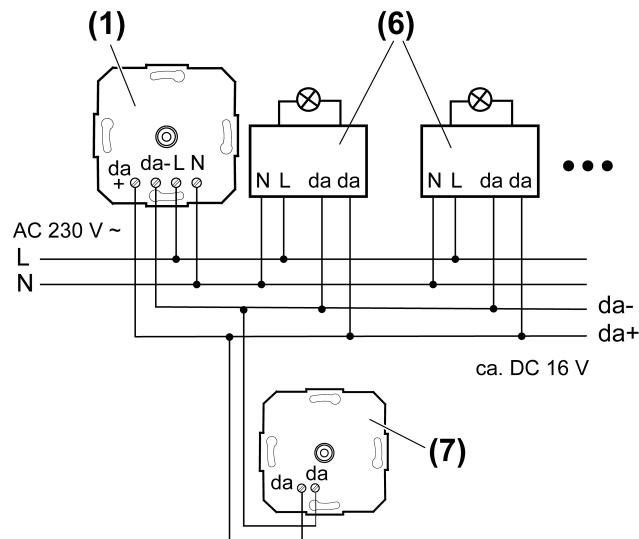 (1)
(6)
da
+
da- L N
N L da da
N L da da
AC 230 V ~
L
N
da-
da+
ca. DC 16 V
(7)
da da